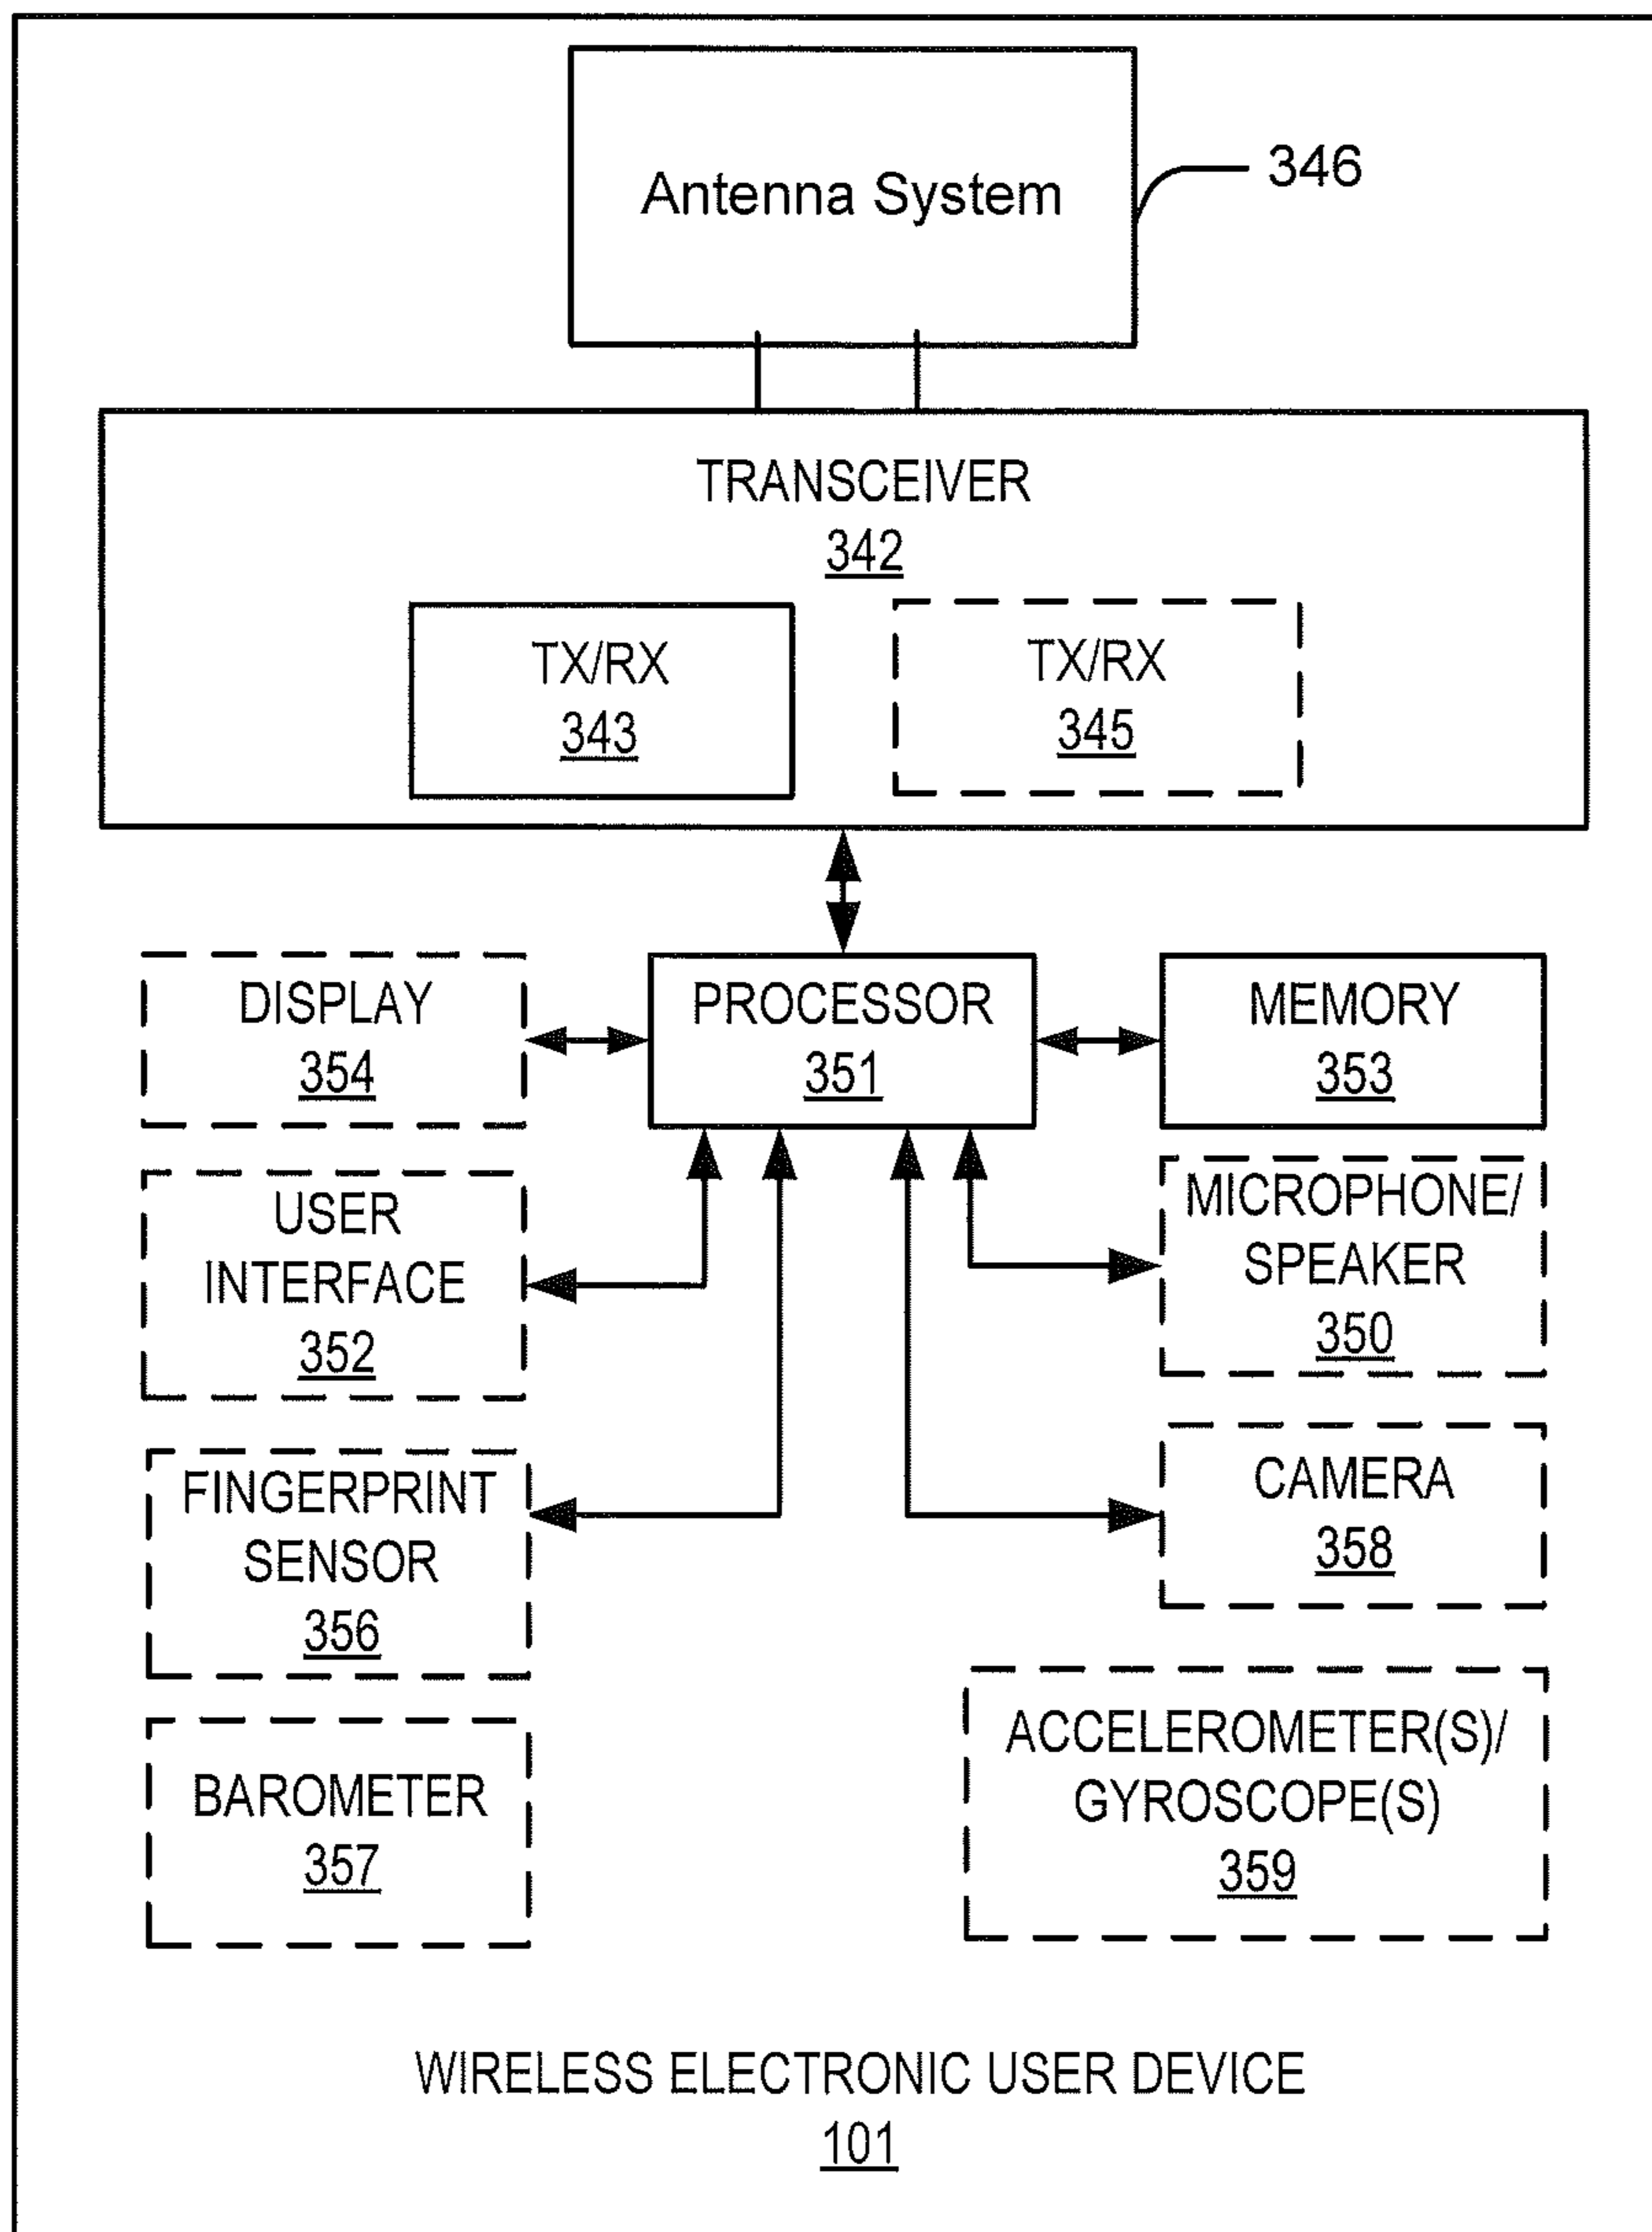 Antenna System
346
TRANSCEIVER
342
TX/RX
343
TX/RX
345
DISPLAY
354
PROCESSOR
351
MEMORY
353
USER
INTERFACE
352
MICROPHONE/
SPEAKER
350
FINGERPRINT
SENSOR
356
CAMERA
358
BAROMETER
357
ACCELEROMETER(S)/
GYROSCOPE(S)
359
WIRELESS ELECTRONIC USER DEVICE
101